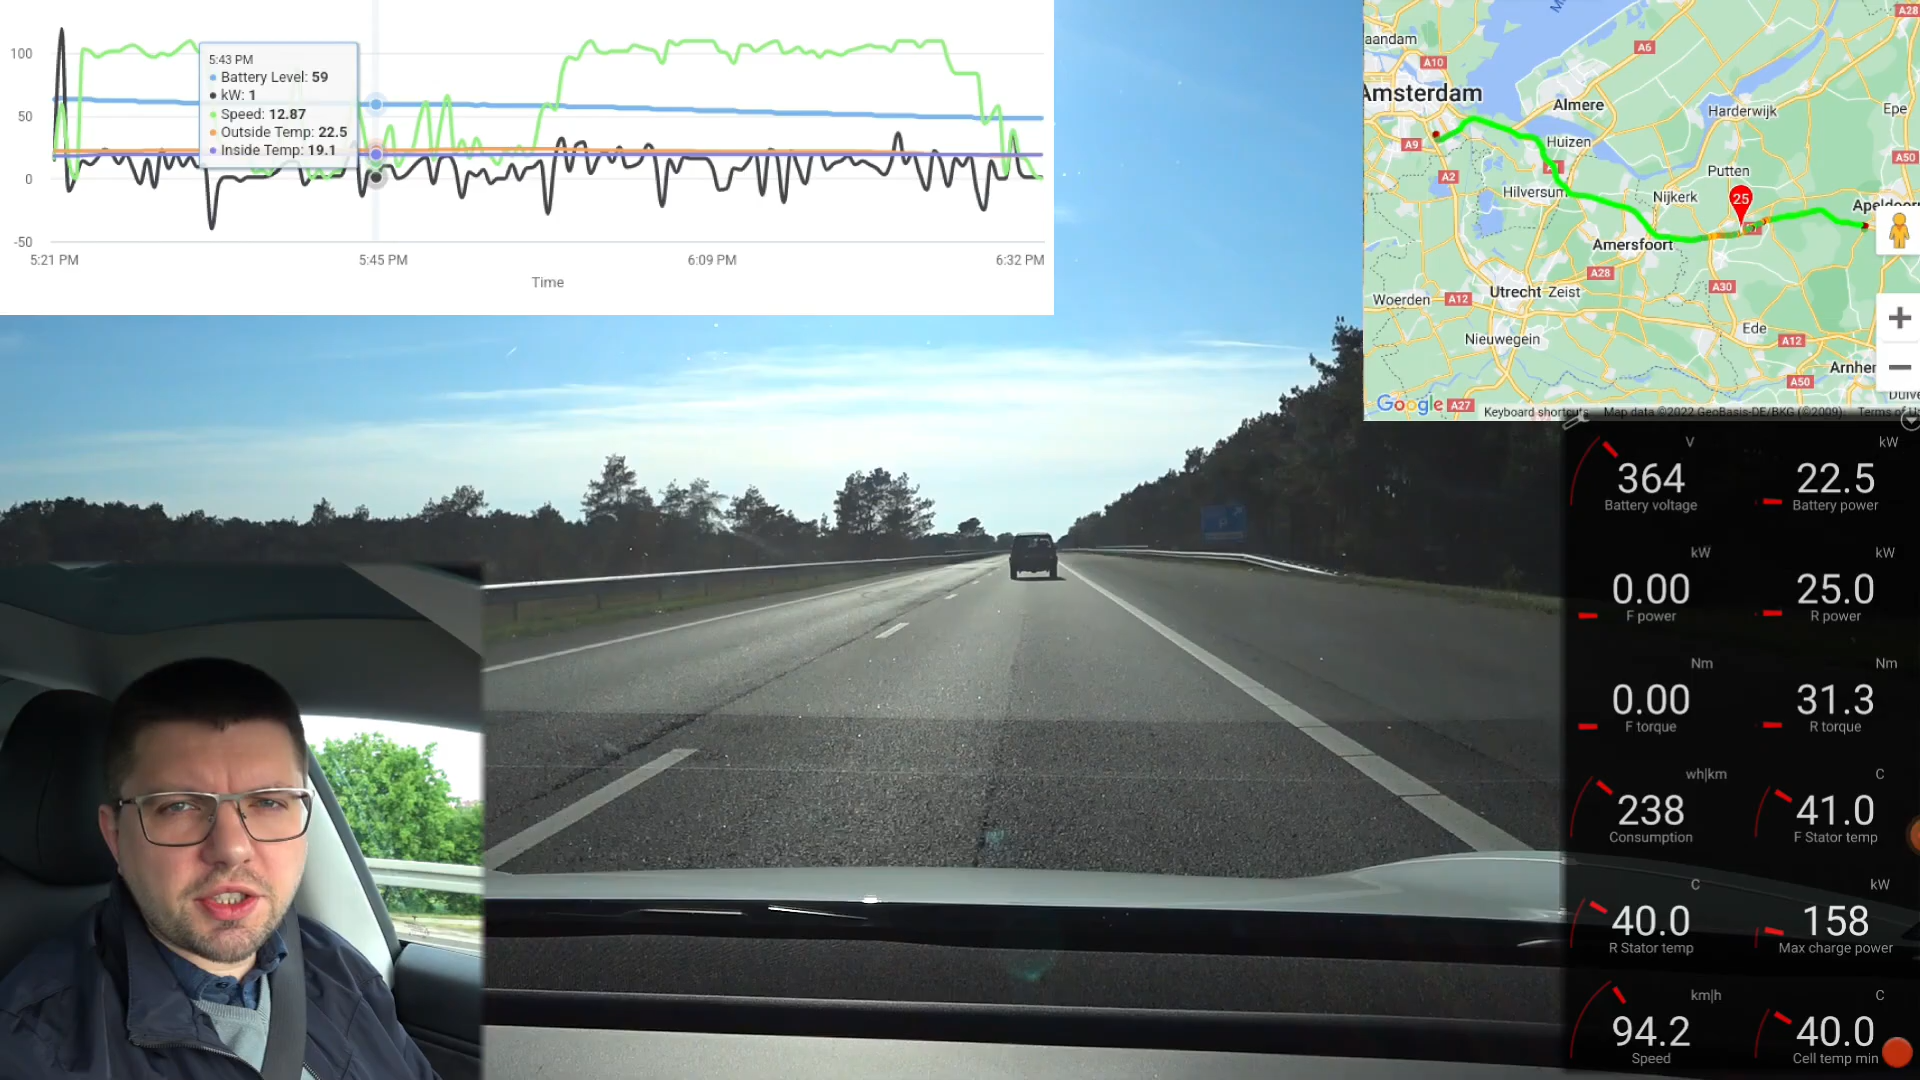 100
50
0
-50
5:43 PM
Battery Level: 59
kW: 1
Speed: 12.87
Outside Temp: 22.5
Inside Temp: 19.1
5:21 PM
5:45 PM
6:09 PM
6:32 PM
Time
aandam
A10
Amsterdam
A9
A2
A6
Almere
Huizen
Hilversum
A28
Harderwijk
Epe
A50
Putten
Nijkerk
25
Apeldoorn
Amersfoort
A28
A30
Woerden
A12
Utrecht
Zeist
Nieuwegein
Ede
A12
Arnhem
A50
Google
A27
Keyboard shortcuts
Map data ©2022 GeoBasis-DE/BKG (©2009)
Terms of U
V
364
Battery voltage
kW
22.5
Battery power
kW
0.00
F power
kW
25.0
R power
Nm
0.00
F torque
Nm
31.3
R torque
wh|km
238
Consumption
C
41.0
F Stator temp
C
40.0
R Stator temp
kW
158
Max charge power
km|h
94.2
Speed
C
40.0
Cell temp min